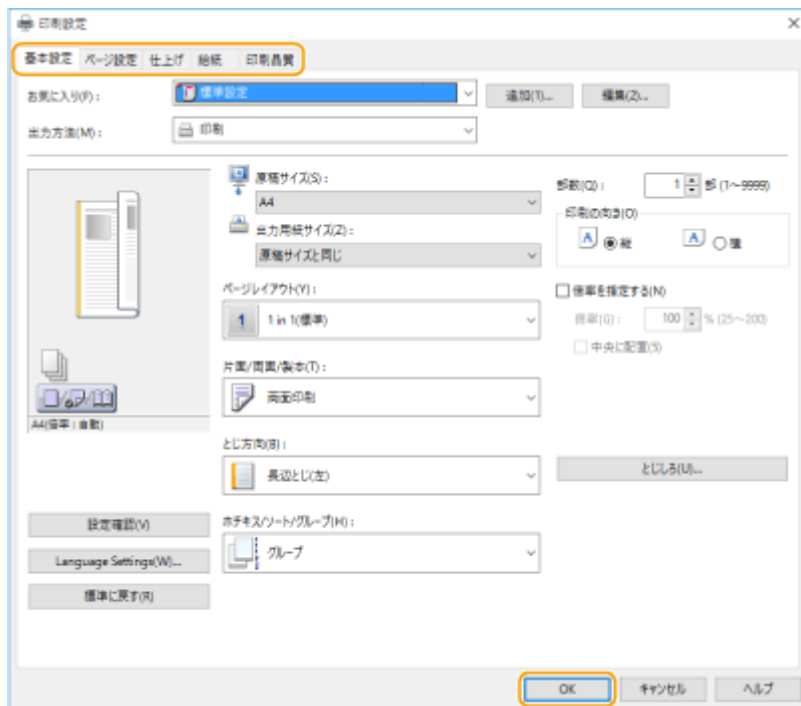 印刷設定
基本設定 ページ設定 仕上げ 給紙 印刷品質
お気に入り(F): 標準設定 追加(1)... 編集(2)...
出力方法(M): 印刷
原稿サイズ(S):
A4
出力用紙サイズ(Z):
原稿サイズと同じ
部数(Q): 1 部 (1~9999)
印刷の向き(O)
A 縦 A 横
ページレイアウト(Y):
1 1 in 1(標準)
倍率を指定する(N)
倍率(G): 100 % (25~200)
中央に配置(5)
片面/両面/製本(T):
両面印刷
A4(倍率:自動)
とじ方向(B):
長辺とじ(左)
とじしろ(U)...
設定確認(V)
ホチキス/ソート/グループ(H):
グループ
Language Settings(W)...
標準に戻す(R)
OK キャンセル ヘルプ